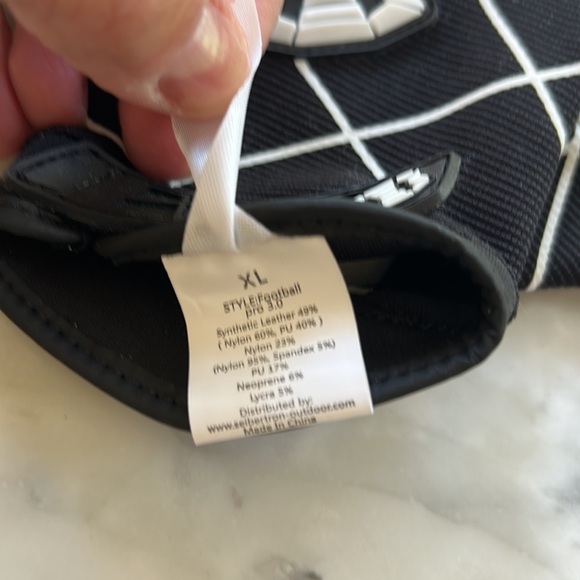 XL
STYLE:Football
pro 3.0
Synthetic Leather 49%
( Nylon 60%, PU 40% )
Nylon 23%
(Nylon 95%, Spandex 5%)
PU 17%
Neoprene 6%
Lycra 5%
Distributed by:
www.seibertron-outdoor.com
Made In China